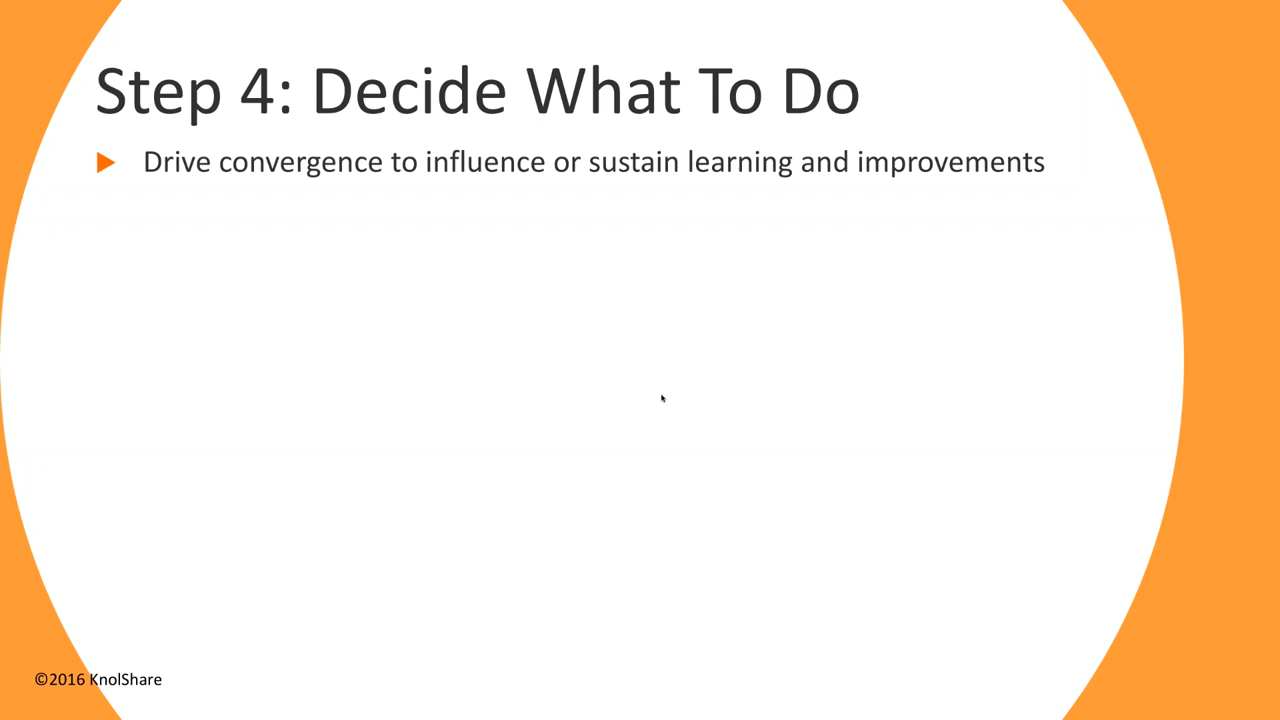 Step 4: Decide What To Do
Drive convergence to influence or sustain learning and improvements
©2016 KnolShare